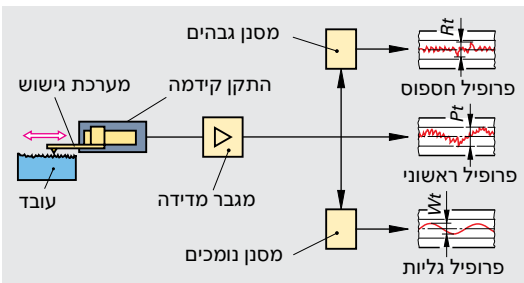 מסנן גבהים
Rt
פרופיל חספוס
התקן קידמה
מערכת גישוש
Pt
פרופיל ראשוני
עובד
מגבר מדידה
Wt
מסנן נומכים
פרופיל גליות